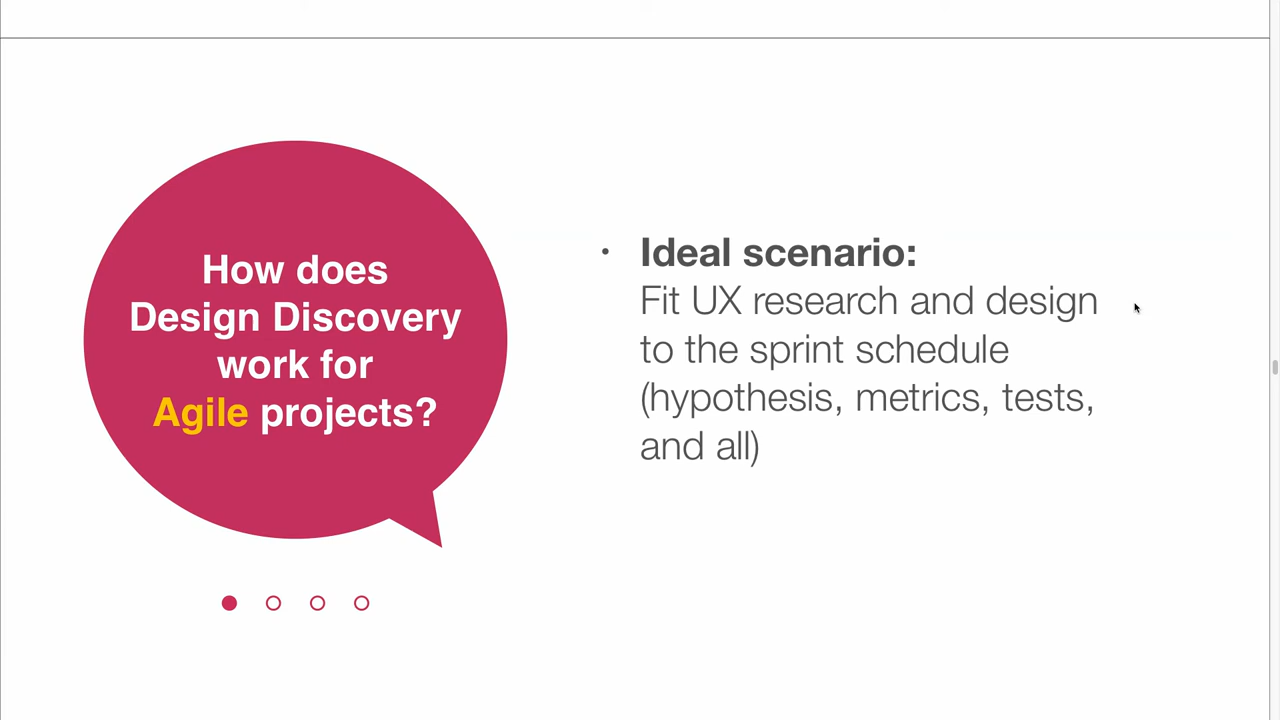 How does
Design Discovery
work for
Agile projects?
• Ideal scenario:
Fit UX research and design
to the sprint schedule
(hypothesis, metrics, tests,
and all)